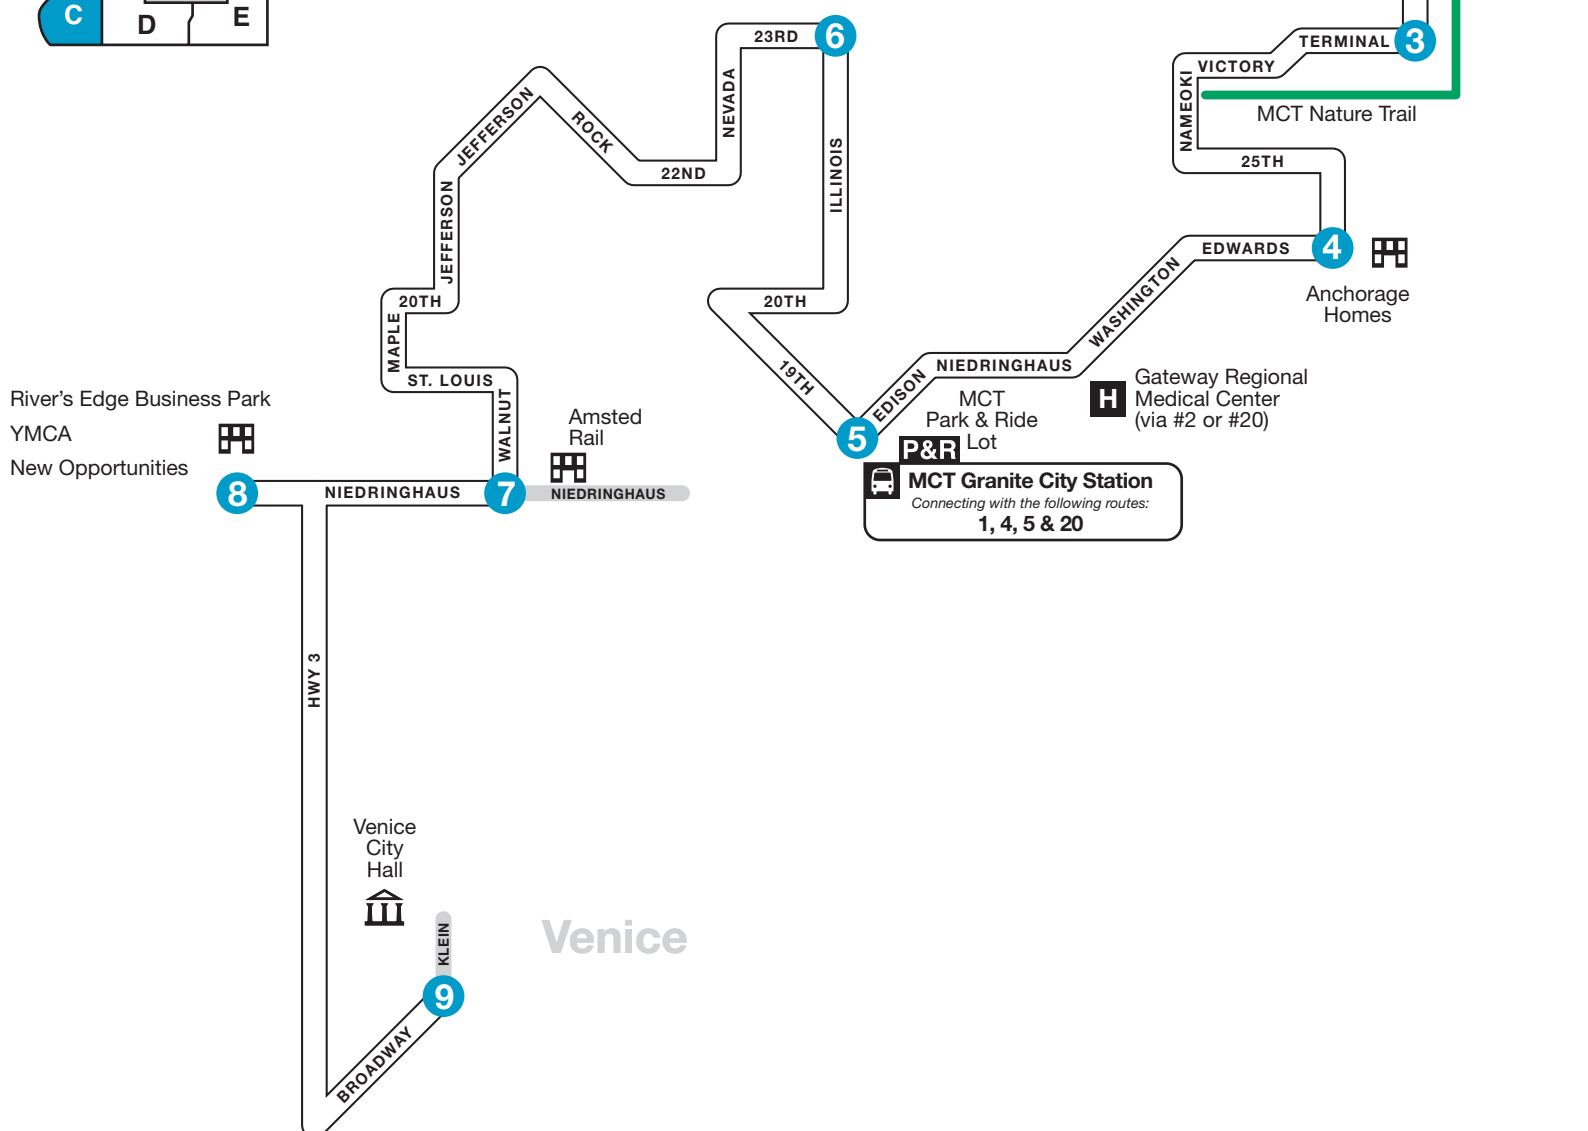 C
D
E
23RD
6
TERMINAL
3
VICTORY
NAMEOKI
MCT Nature Trail
25TH
JEFFERSON
ROCK
NEVADA
22ND
ILLINOIS
JEFFERSON
EDWARDS
4
Anchorage
Homes
WASHINGTON
20TH
20TH
MAPLE
ST. LOUIS
WALNUT
19TH
EDISON
NIEDRINGHAUS
5
MCT
Park & Ride
Lot
P&R
H
Gateway Regional
Medical Center
(via #2 or #20)
MCT Granite City Station
Connecting with the following routes:
1, 4, 5 & 20
River's Edge Business Park
YMCA
New Opportunities
Amsted
Rail
8
NIEDRINGHAUS
7
NIEDRINGHAUS
HWY 3
Venice
City
Hall
KLEIN
Venice
9
BROADWAY